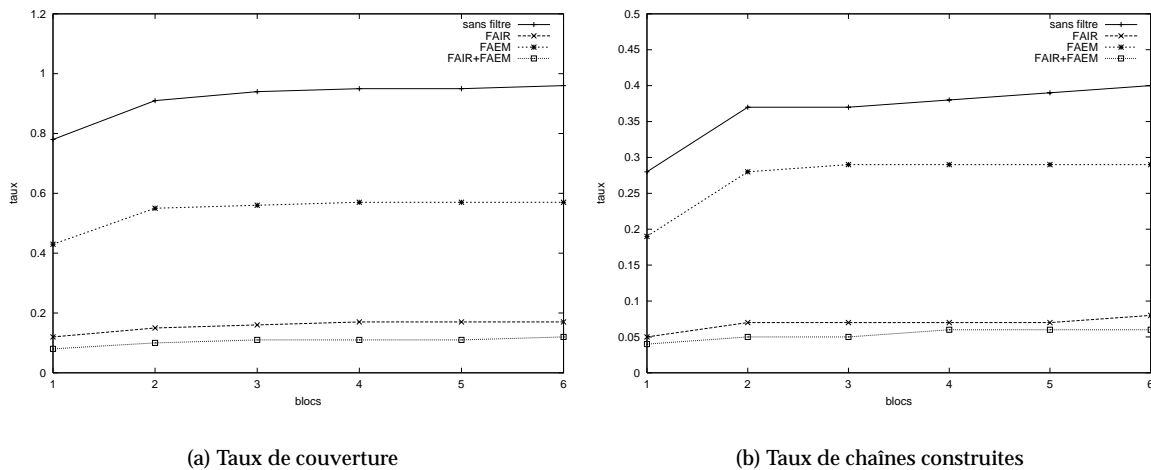 1.2
1
0.8
0.6
0.4
0.2
0
taux
1 2 3 4 5 6
blocs
sans filtre
FAIR
FAEM
FAIR+FAEM
(a) Taux de couverture
0.5
0.45
0.4
0.35
0.3
0.25
0.2
0.15
0.1
0.05
0
taux
1 2 3 4 5 6
blocs
sans filtre
FAIR
FAEM
FAIR+FAEM
(b) Taux de chaînes construites